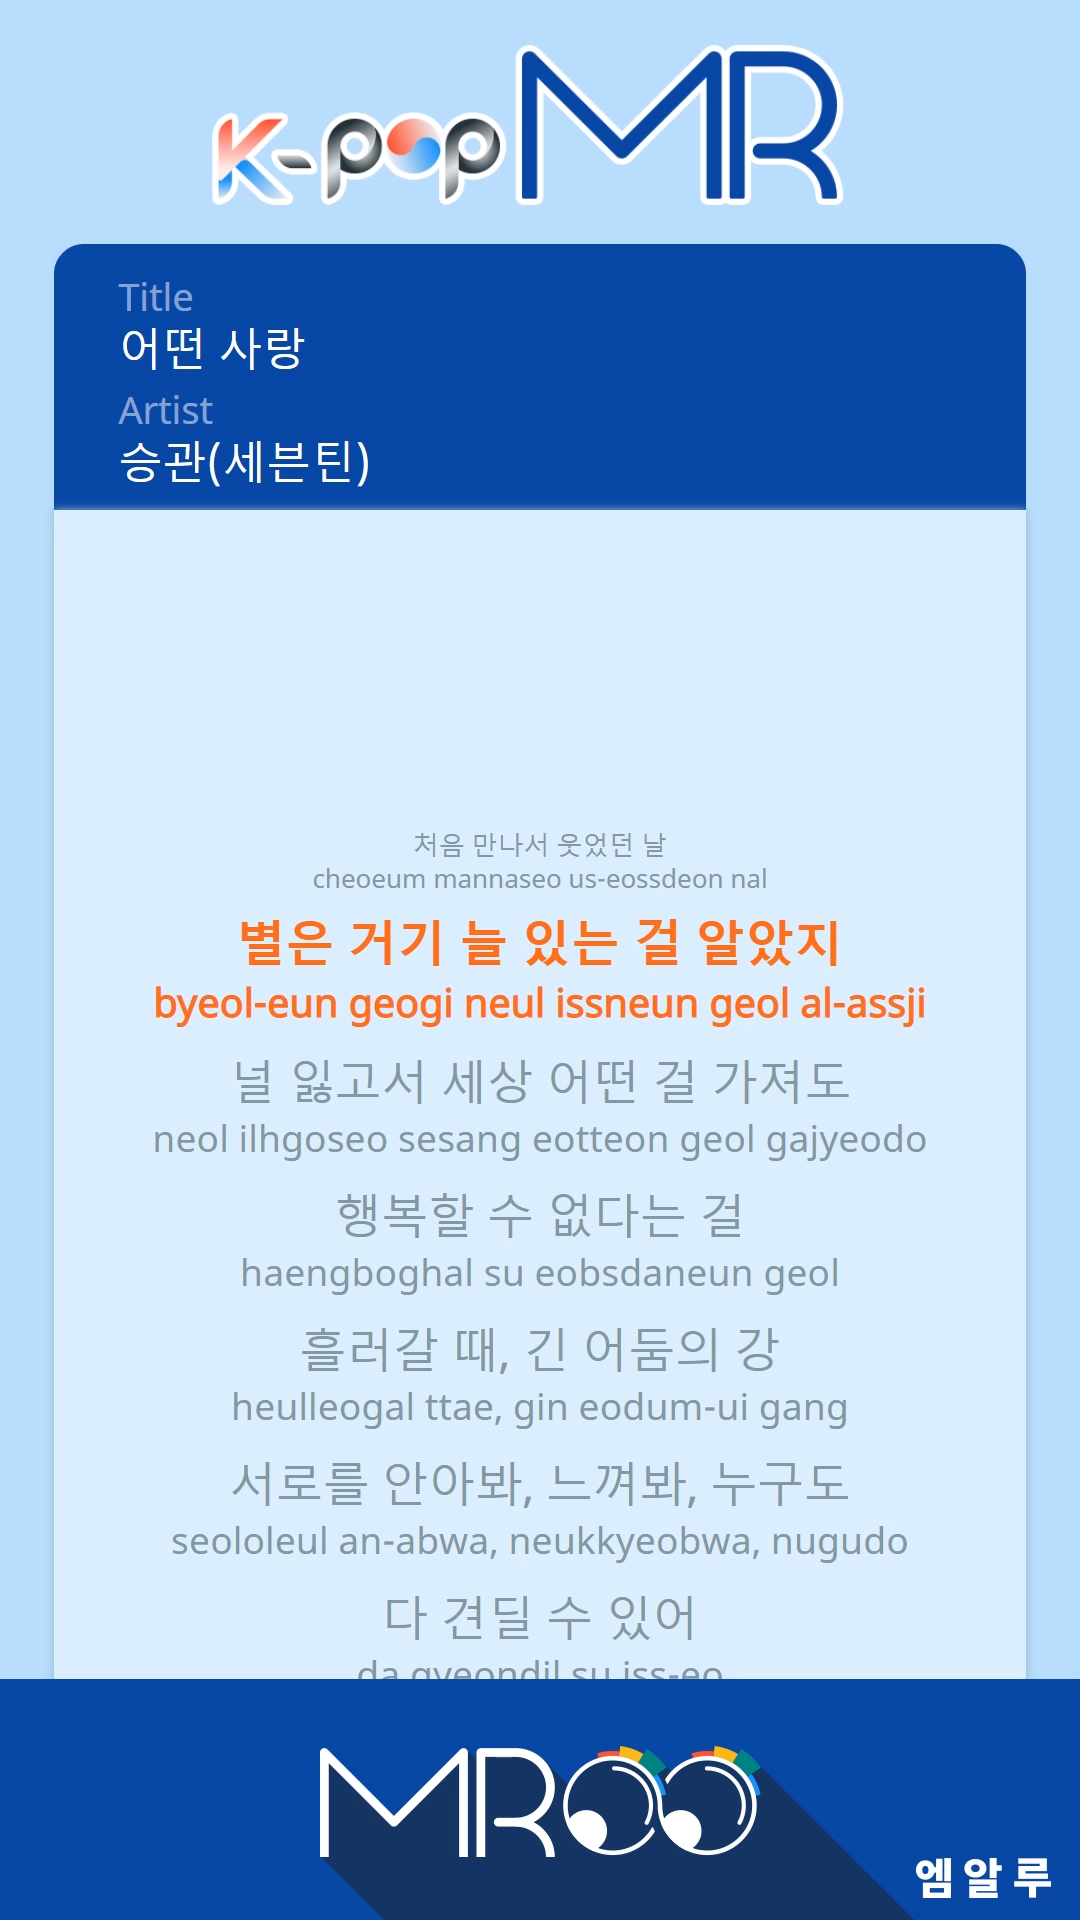 K-pop MR
Title
어떤 사랑
Artist
승관(세븐틴)
처음 만나서 웃었던 날
cheoeum mannaseo us-eossdeon nal
별은 거기 늘 있는 걸 알았지
byeol-eun geogi neul issneun geol al-assji
널 잃고서 세상 어떤 걸 가져도
neol ilhgoseo sesang eotteon geol gajyeodo
행복할 수 없다는 걸
haengboghal su eobsdaneun geol
흘러갈 때, 긴 어둠의 강
heulleogal ttae, gin eodum-ui gang
서로를 안아봐, 느껴봐, 누구도
seololeul an-abwa, neukkyeobwa, nugudo
다 견딜 수 있어
da gyeondil su iss-eo
MROO
엠알루